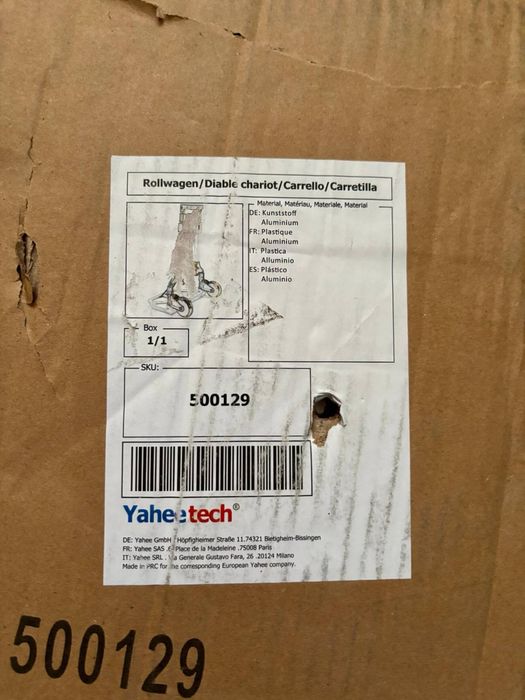 Rollwagen/Diable chariot/Carrello/Carretilla
Material, Matériau, Materiale, Material
DE: Kunststoff
Aluminium
FR: Plastique
Aluminium
IT: Plastica
Alluminio
ES: Plástico
Aluminio
Box
1/1
SKU:
500129
Yaheetech®
DE: Yahee GmbH Höpfigheimer Straße 11.74321 Bietigheim-Bissingen
FR: Yahee SAS .6 Place de la Madeleine .75008 Paris
IT: Yahee SRL . Via Generale Gustavo Fara, 26 .20124 Milano
Made in PRC for the corresponding European Yahee company.
500129